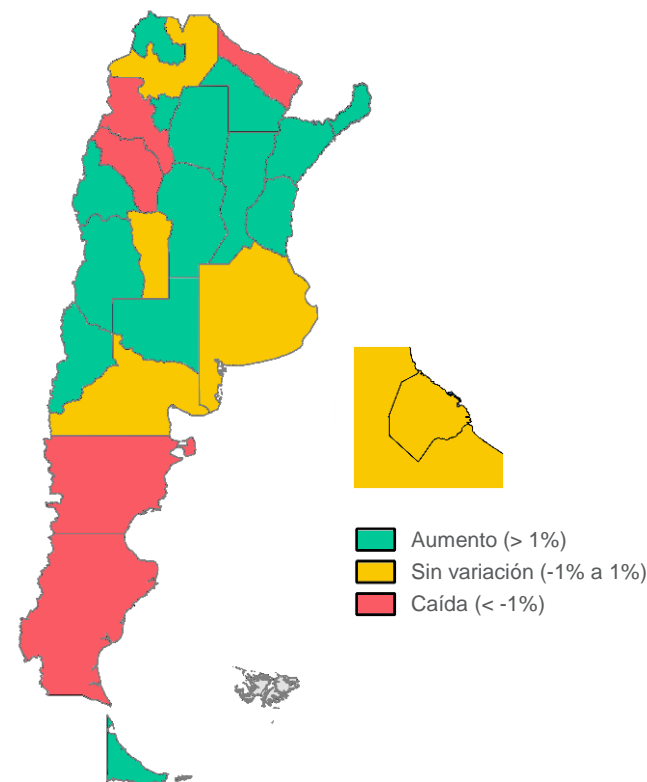 Aumento (> 1%)
Sin variación (-1% a 1%)
Caída (< -1%)